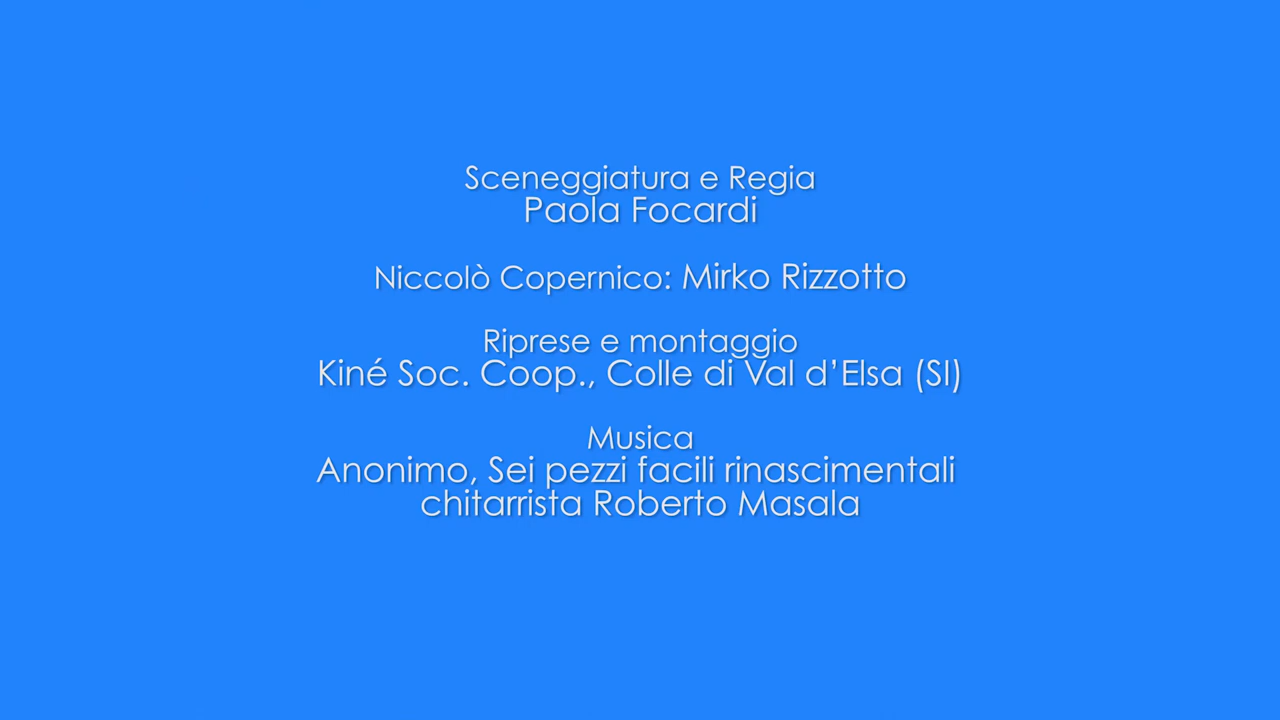 Sceneggiatura e Regia
Paola Focardi
Niccolò Copernico: Mirko Rizzotto
Riprese e montaggio
Kiné Soc. Coop., Colle di Val d’Elsa (SI)
Musica
Anonimo, Sei pezzi facili rinascimentali
chitarrista Roberto Masala